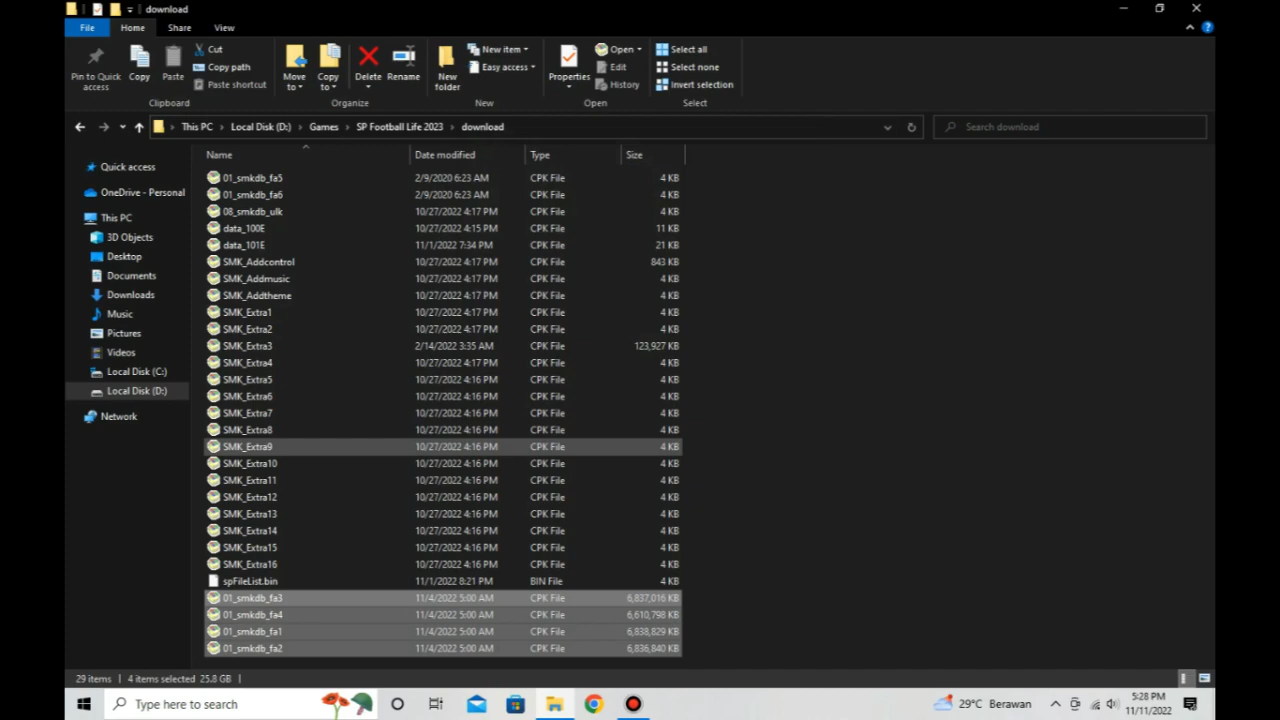 download
File
Home
Share
View
Pin to Quick access
Copy
Paste
Cut
Copy path
Paste shortcut
Clipboard
Move to
Copy to
Delete
Rename
Organize
New folder
New item
Easy access
New
Properties
Open
Edit
History
Open
Select all
Select none
Invert selection
Select
This PC > Local Disk (D:) > Games > SP Football Life 2023 > download
Search download
Quick access
OneDrive - Personal
This PC
3D Objects
Desktop
Documents
Downloads
Music
Pictures
Videos
Local Disk (C:)
Local Disk (D:)
Network
Name Date modified Type Size
01_smkdb_fa5 2/9/2020 6:23 AM CPK File 4 KB
01_smkdb_fa6 2/9/2020 6:23 AM CPK File 4 KB
08_smkdb_ulk 10/27/2022 4:17 PM CPK File 4 KB
data_100E 10/27/2022 4:15 PM CPK File 11 KB
data_101E 11/1/2022 7:34 PM CPK File 21 KB
SMK_Addcontrol 10/27/2022 4:17 PM CPK File 843 KB
SMK_Addmusic 10/27/2022 4:17 PM CPK File 4 KB
SMK_Addtheme 10/27/2022 4:17 PM CPK File 4 KB
SMK_Extra1 10/27/2022 4:17 PM CPK File 4 KB
SMK_Extra2 10/27/2022 4:17 PM CPK File 4 KB
SMK_Extra3 2/14/2022 3:35 AM CPK File 123,927 KB
SMK_Extra4 10/27/2022 4:17 PM CPK File 4 KB
SMK_Extra5 10/27/2022 4:16 PM CPK File 4 KB
SMK_Extra6 10/27/2022 4:16 PM CPK File 4 KB
SMK_Extra7 10/27/2022 4:16 PM CPK File 4 KB
SMK_Extra8 10/27/2022 4:16 PM CPK File 4 KB
SMK_Extra9 10/27/2022 4:16 PM CPK File 4 KB
SMK_Extra10 10/27/2022 4:16 PM CPK File 4 KB
SMK_Extra11 10/27/2022 4:16 PM CPK File 4 KB
SMK_Extra12 10/27/2022 4:16 PM CPK File 4 KB
SMK_Extra13 10/27/2022 4:16 PM CPK File 4 KB
SMK_Extra14 10/27/2022 4:16 PM CPK File 4 KB
SMK_Extra15 10/27/2022 4:16 PM CPK File 4 KB
SMK_Extra16 10/27/2022 4:16 PM CPK File 4 KB
spFileList.bin 11/1/2022 8:21 PM BIN File 4 KB
01_smkdb_fa3 11/4/2022 5:00 AM CPK File 6,837,016 KB
01_smkdb_fa4 11/4/2022 5:00 AM CPK File 6,610,798 KB
01_smkdb_fa1 11/4/2022 5:00 AM CPK File 6,838,829 KB
01_smkdb_fa2 11/4/2022 5:00 AM CPK File 6,836,840 KB
29 items 4 items selected 25.8 GB
Type here to search
29°C Berawan
5:28 PM
11/11/2022